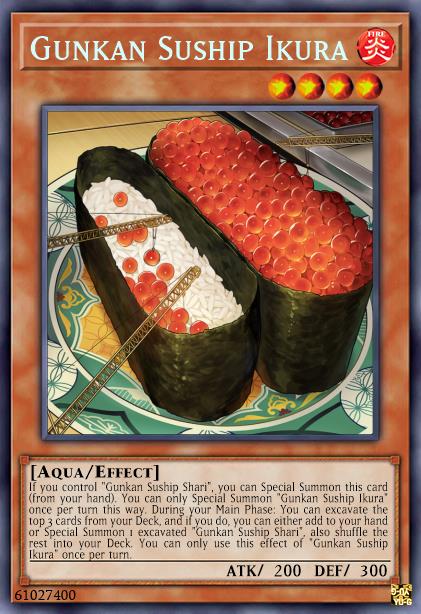 GUNKAN SUSHIP IKURA
FIRE
炎
[AQUA/EFFECT]
If you control "Gunkan Suship Shari", you can Special Summon this card
(from your hand). You can only Special Summon "Gunkan Suship Ikura"
once per turn this way. During your Main Phase: You can excavate the
top 3 cards from your Deck, and if you do, you can either add to your hand
or Special Summon 1 excavated "Gunkan Suship Shari", also shuffle the
rest into your Deck. You can only use this effect of "Gunkan Suship
Ikura" once per turn.
ATK/ 200 DEF/ 300
61027400